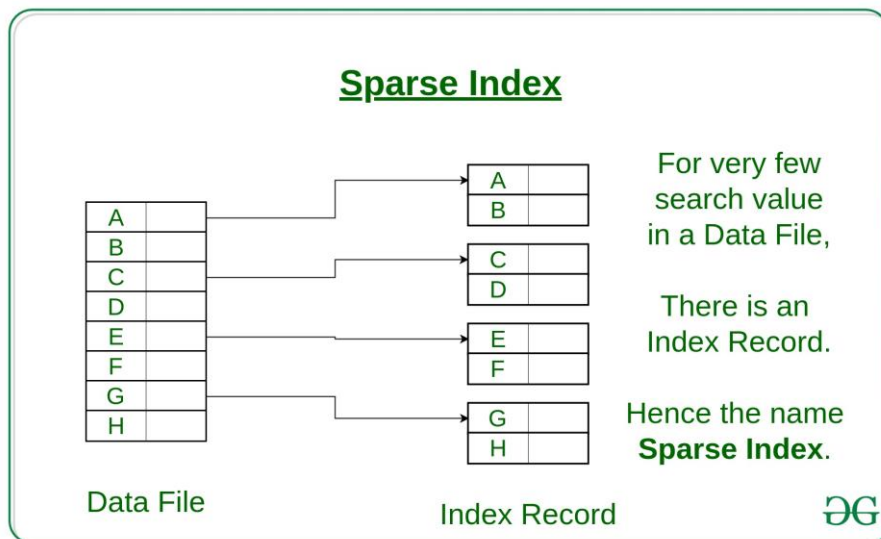 Sparse Index
A
B
C
D
E
F
G
H
Data File
A
B
C
D
E
F
G
H
Index Record
For very few
search value
in a Data File,
There is an
Index Record.
Hence the name
Sparse Index.